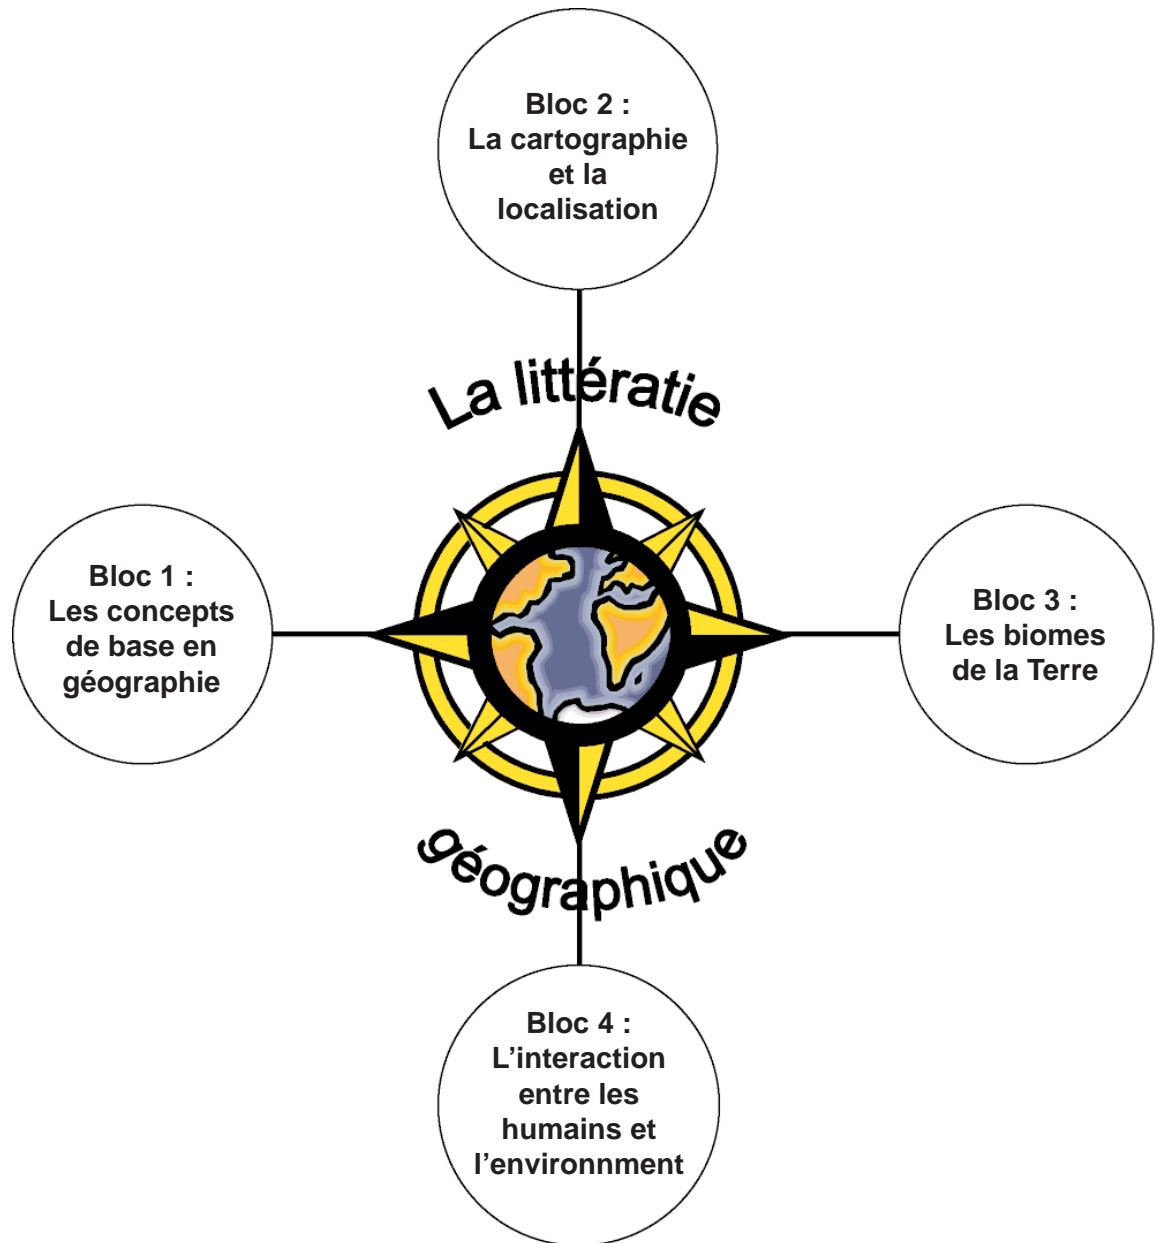 Bloc 2 :
La cartographie
et la
localisation
La littératie
Bloc 1 :
Les concepts
de base en
géographie
Bloc 3 :
Les biomes
de la Terre
géographique
Bloc 4 :
L'interaction
entre les
humains et
l'environnment